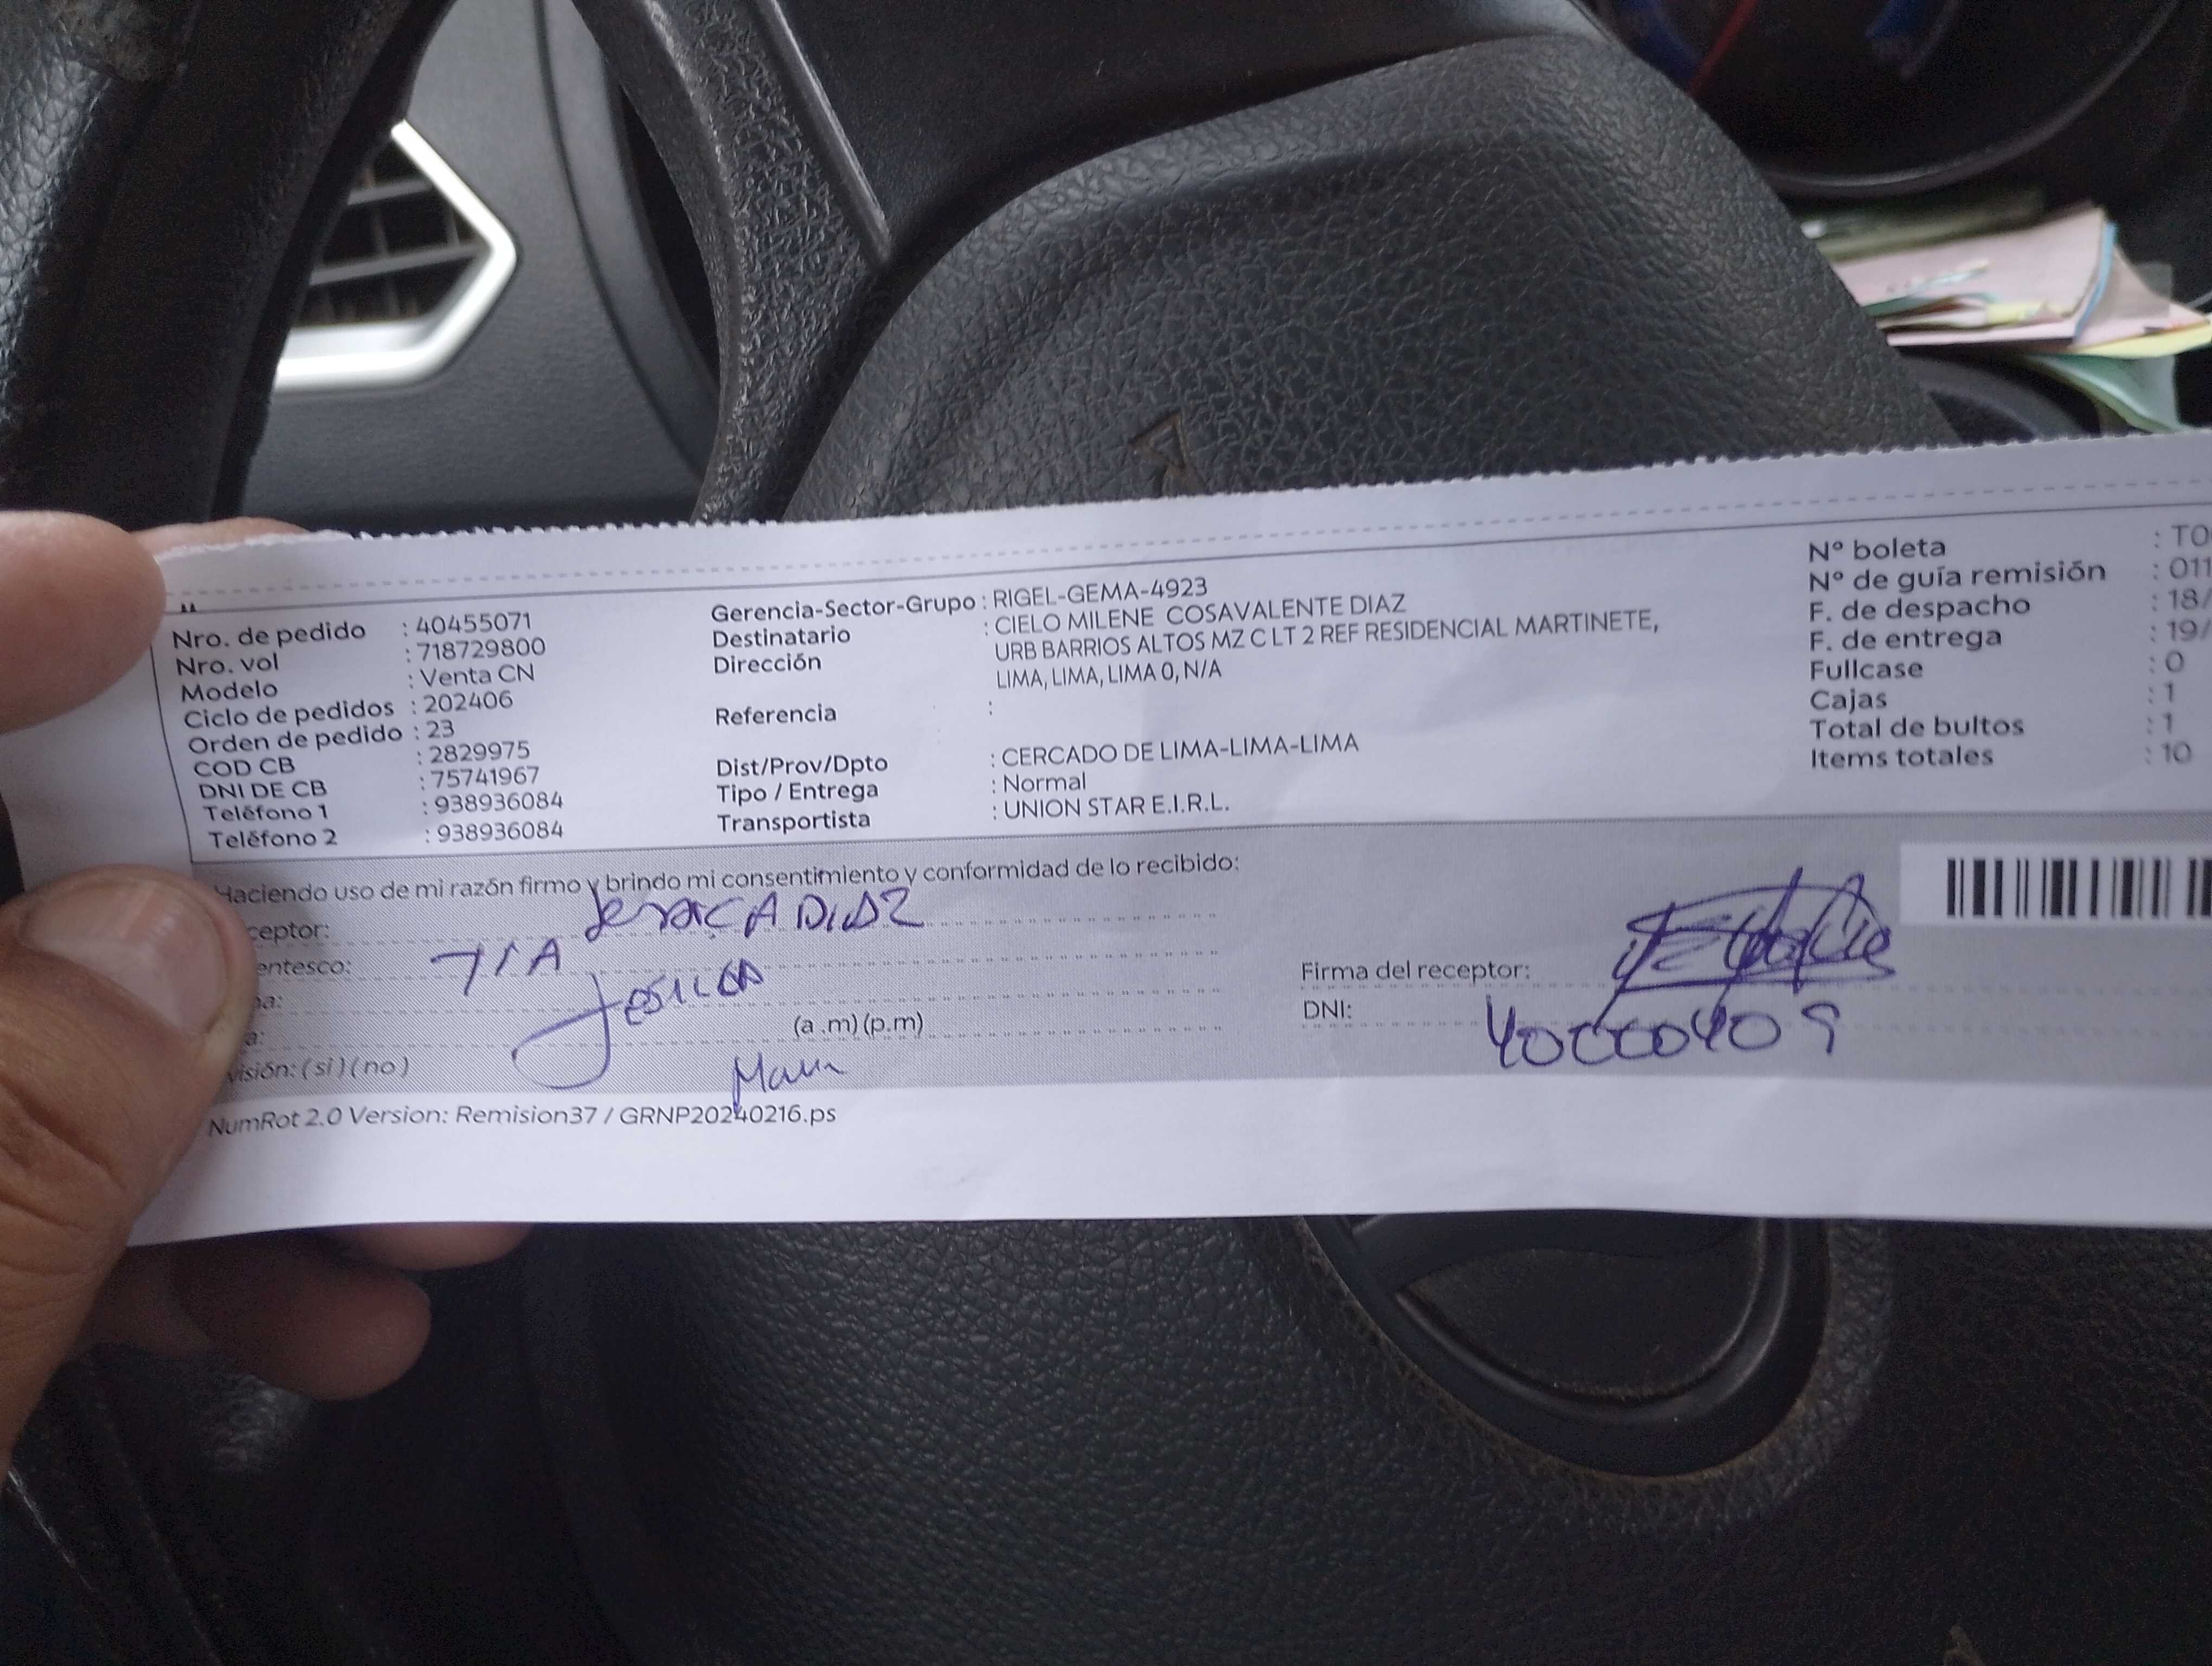 Nro. de pedido : 40455071
Nro. vol : 718729800
Modelo : Venta CN
Ciclo de pedidos : 202406
Orden de pedido : 23
COD CB : 2829975
DNI DE CB : 75741967
Teléfono 1 : 938936084
Teléfono 2 : 938936084
Gerencia-Sector-Grupo : RIGEL-GEMA-4923
Destinatario : CIELO MILENE COSAVALENTE DIAZ
Dirección URB BARRIOS ALTOS MZ C LT 2 REF RESIDENCIAL MARTINETE,
LIMA, LIMA, LIMA 0, N/A
Referencia :
Dist/Prov/Dpto : CERCADO DE LIMA-LIMA-LIMA
Tipo / Entrega : Normal
Transportista : UNION STAR E.I.R.L.
N° boleta : TO
N° de guía remisión : 011
F. de despacho : 18/
F. de entrega : 19/
Fullcase : 0
Cajas : 1
Total de bultos : 1
Items totales : 10
Haciendo uso de mi razón firmo y brindo mi consentimiento y conformidad de lo recibido:
ceptor: DIAZ
entesco: TIA
a:
a: (a .m) (p.m)
visión: ( si ) ( no )
Firma del receptor:
DNI:
NumRot 2.0 Version: Remision37 / GRNP20240216.ps